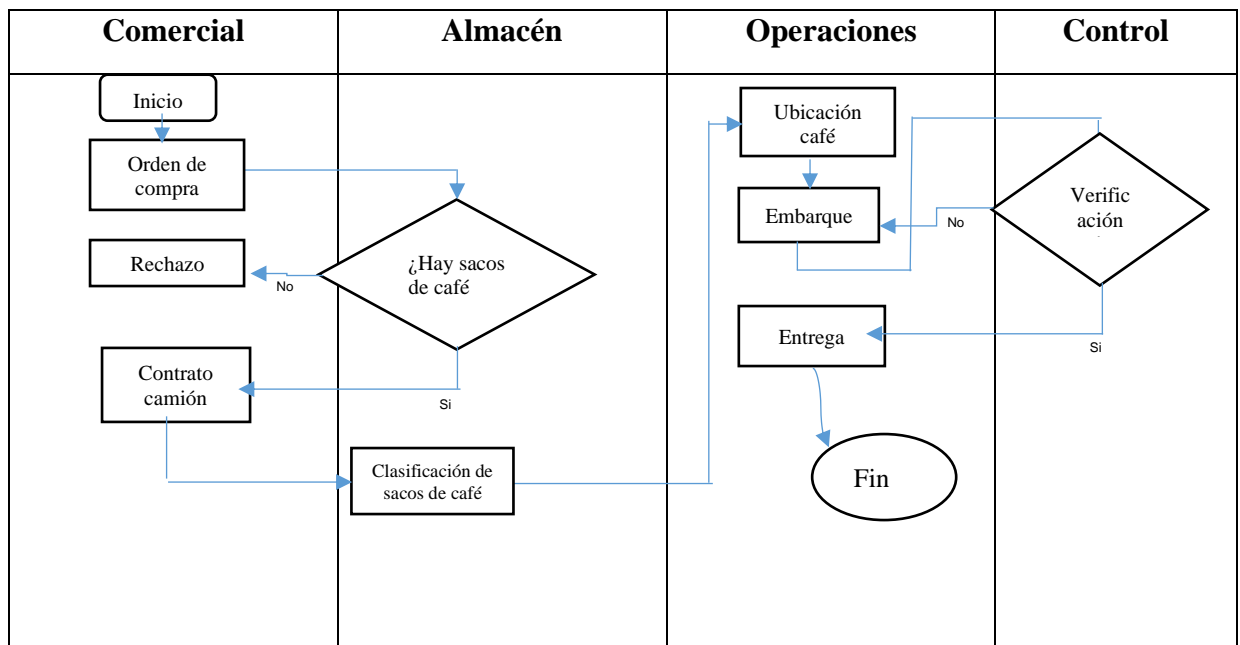 Comercial
Almacén
Operaciones
Control
Inicio
Orden de
compra
Rechazo
No
¿Hay sacos
de café
Si
Contrato
camión
Clasificación de
sacos de café
Ubicación
café
Embarque
No
Verific
ación
Si
Entrega
Fin